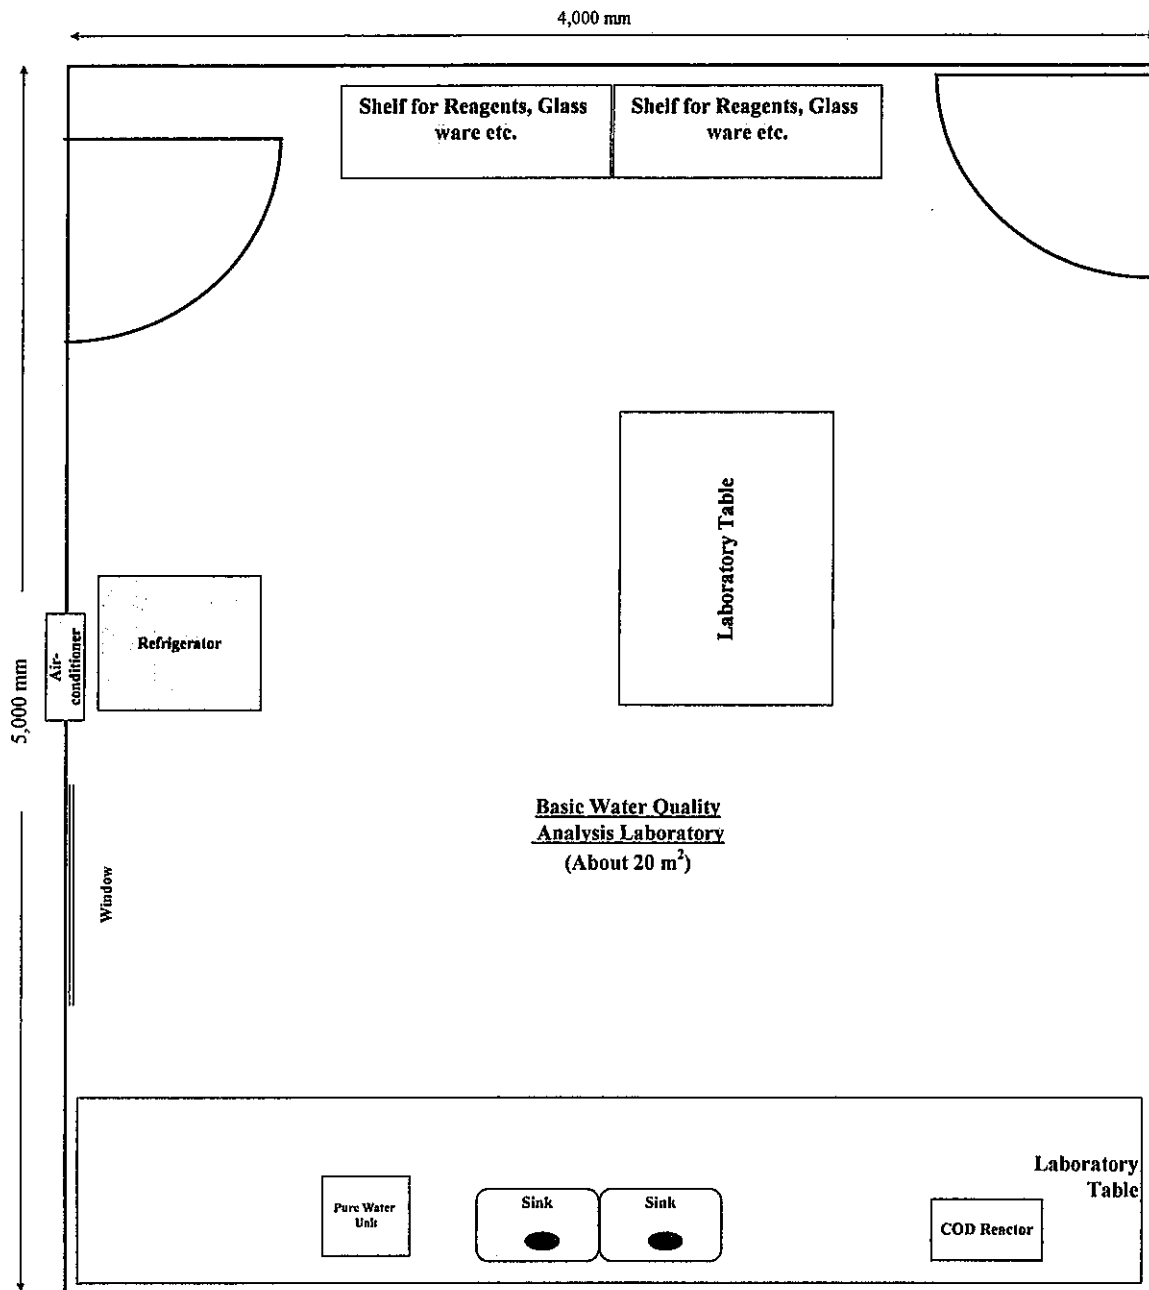 4,000 mm
Shelf for Reagents, Glass
ware etc.
Shelf for Reagents, Glass
ware etc.
Laboratory Table
Refrigerator
Air-
conditioner
5,000 mm
Basic Water Quality
Analysis Laboratory
(About 20 m²)
Window
Laboratory
Table
Pure Water
Unit
Sink
Sink
COD Reactor